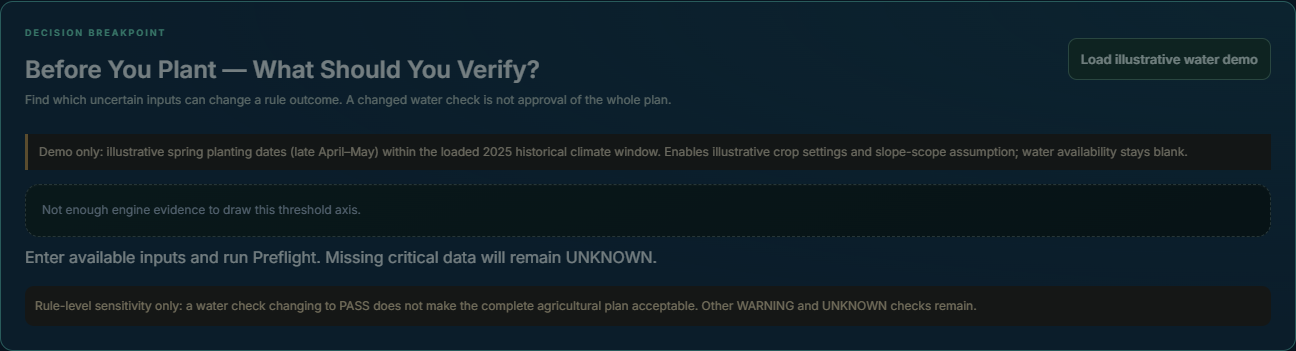 DECISION BREAKPOINT
Before You Plant — What Should You Verify?
Load illustrative water demo
Find which uncertain inputs can change a rule outcome. A changed water check is not approval of the whole plan.
Demo only: illustrative spring planting dates (late April–May) within the loaded 2025 historical climate window. Enables illustrative crop settings and slope-scope assumption; water availability stays blank.
Not enough engine evidence to draw this threshold axis.
Enter available inputs and run Preflight. Missing critical data will remain UNKNOWN.
Rule-level sensitivity only: a water check changing to PASS does not make the complete agricultural plan acceptable. Other WARNING and UNKNOWN checks remain.